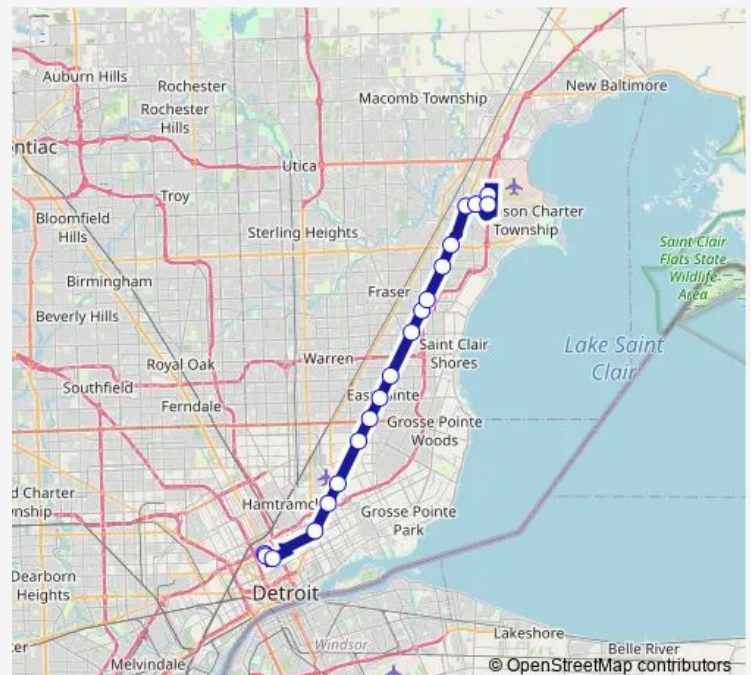 Auburn Hills
Rochester
New Baltimore
Macomb Township
Rochester
Hills
ntiac
Utica
Troy
Bloomfield
Hills
son Charter
Township
Sterling Heights
Saint Clair
Flats State
Wildlife
Area
Birmingham
Fraser
Beverly Hills
Lake Saint
Clair
Royal Oak
Warren
Saint Clair
Shores
Southfield
Eastpointe
Ferndale
Grosse Pointe
Woods
d Charter
nship
Hamtramc
Grosse Pointe
Park
Dearborn
Heights
Detroit
Lakeshore
Windsor
ter
Belle River
Melvindale
© OpenStreetMap contributors